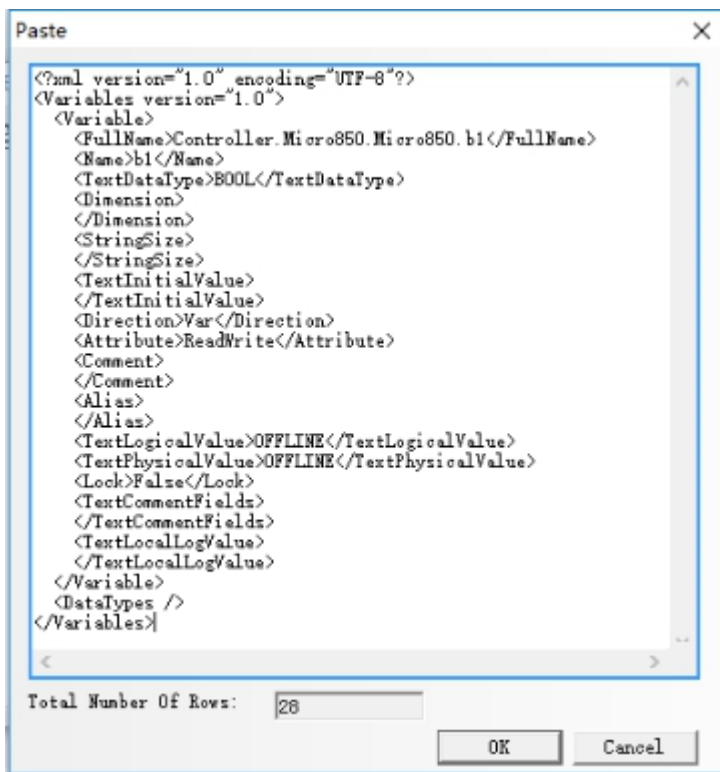 Paste
<?xml version="1.0" encoding="UTF-8"?>
<Variables version="1.0">
<Variable>
<FullName>Controller.Micro850.Micro850.b1</FullName>
<Name>b1</Name>
<TextDataType>BOOL</TextDataType>
<Dimension>
</Dimension>
<StringSize>
</StringSize>
<TextInitialValue>
</TextInitialValue>
<Direction>Var</Direction>
<Attribute>ReadWrite</Attribute>
<Comment>
</Comment>
<Alias>
</Alias>
<TextLogicalValue>OFFLINE</TextLogicalValue>
<TextPhysicalValue>OFFLINE</TextPhysicalValue>
<Lock>False</Lock>
<TextCommentFields>
</TextCommentFields>
<TextLocalLogValue>
</TextLocalLogValue>
</Variable>
<DataTypes />
</Variables>
Total Number Of Rows: 28
OK Cancel